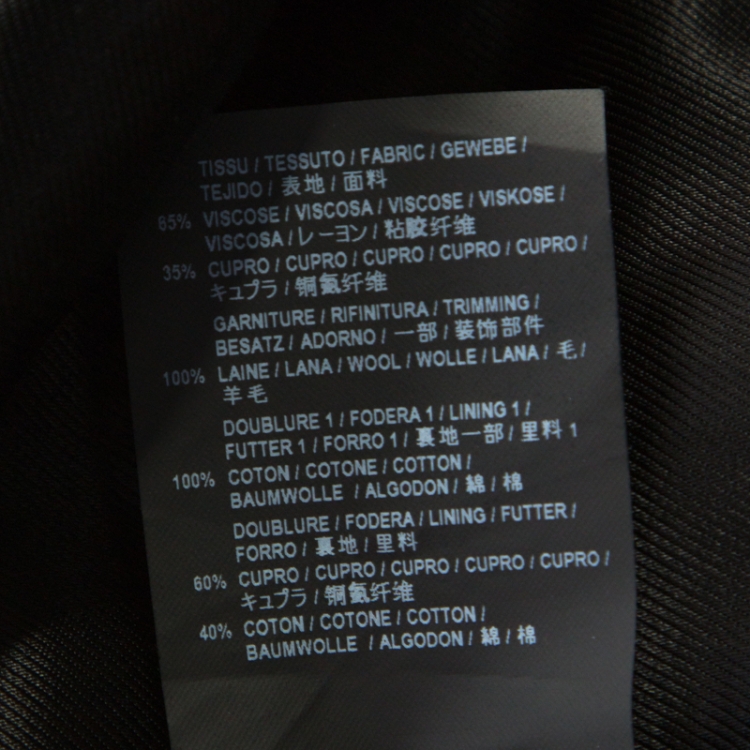 TISSU / TESSUTO / FABRIC / GEWEBE /
TEJIDO / 表地 / 面料
65% VISCOSE / VISCOSA / VISCOSE / VISKOSE /
VISCOSA / レーヨン / 粘胶纤维
35% CUPRO / CUPRO / CUPRO / CUPRO / CUPRO /
キュプラ / 铜氨纤维
GARNITURE / RIFINITURA / TRIMMING /
BESATZ / ADORNO / 一部 / 装饰部件
100% LAINE / LANA / WOOL / WOLLE / LANA / 毛 /
羊毛
DOUBLURE 1 / FODERA 1 / LINING 1 /
FUTTER 1 / FORRO 1 / 裏地一部 / 里料 1
100% COTON / COTONE / COTTON /
BAUMWOLLE / ALGODON / 綿 / 棉
DOUBLURE / FODERA / LINING / FUTTER /
FORRO / 裏地 / 里料
60% CUPRO / CUPRO / CUPRO / CUPRO / CUPRO /
キュプラ / 铜氨纤维
40% COTON / COTONE / COTTON /
BAUMWOLLE / ALGODON / 綿 / 棉